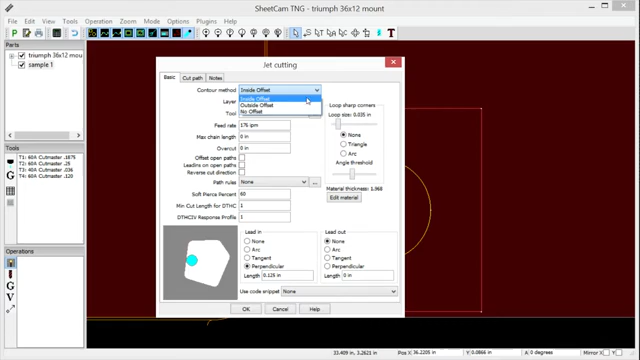 SheetCam TNG - triumph 36x12 mount
File Edit View Tools Operation Zoom Options Plugins Help
Parts
triumph 36x12 mount
sample 1
Tools
T1: 60A Cutmaster .1875
T2: 60A Cutmaster .060
T3: 60A Cutmaster .036
T4: 60A Cutmaster .120
Operations
Jet cutting
Basic Cut path Notes
Contour method Inside Offset
Inside Offset
Outside Offset
No Offset
Layer
Tool
Feed rate 175 ipm
Max chain length 0 in
Overcut 0 in
Offset open paths
Leadins on open paths
Reverse cut direction
Path rules None ...
Soft Pierce Percent 60
Min Cut Length for DTHC 1
DTHCIV Response Profile 1
Loop sharp corners
Loop size: 0.035 in
None
Triangle
Arc
Angle threshold
Material thickness: 1.968
Edit material
Lead in
None
Arc
Tangent
Perpendicular
Length 0.125 in
Lead out
None
Arc
Tangent
Perpendicular
Length 0 in
Use code snippet None
OK Cancel Help
33.409 in, 3.2621 in Pos X 36.2205 in Y 0.0866 in A 0 degrees Mirror X Y